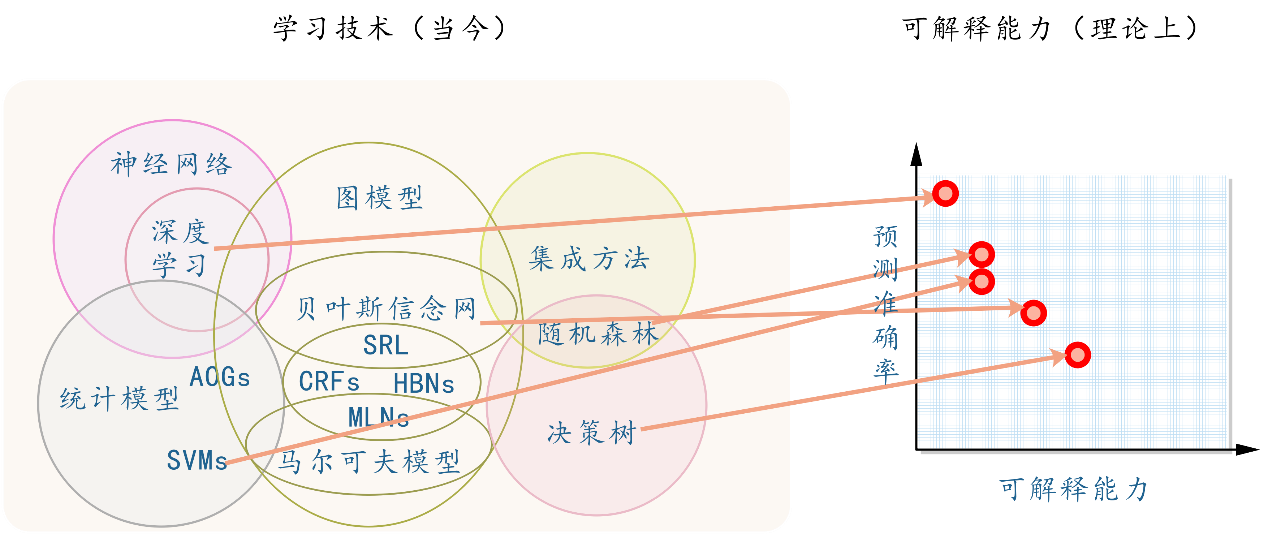 学习技术（当今）
可解释能力（理论上）
神经网络
深度
学习
图模型
集成方法
贝叶斯信念网
随机森林
SRL
CRFs
HBNs
MLNs
AOGs
统计模型
SVMs
马尔可夫模型
决策树
预
测
准
确
率
可解释能力